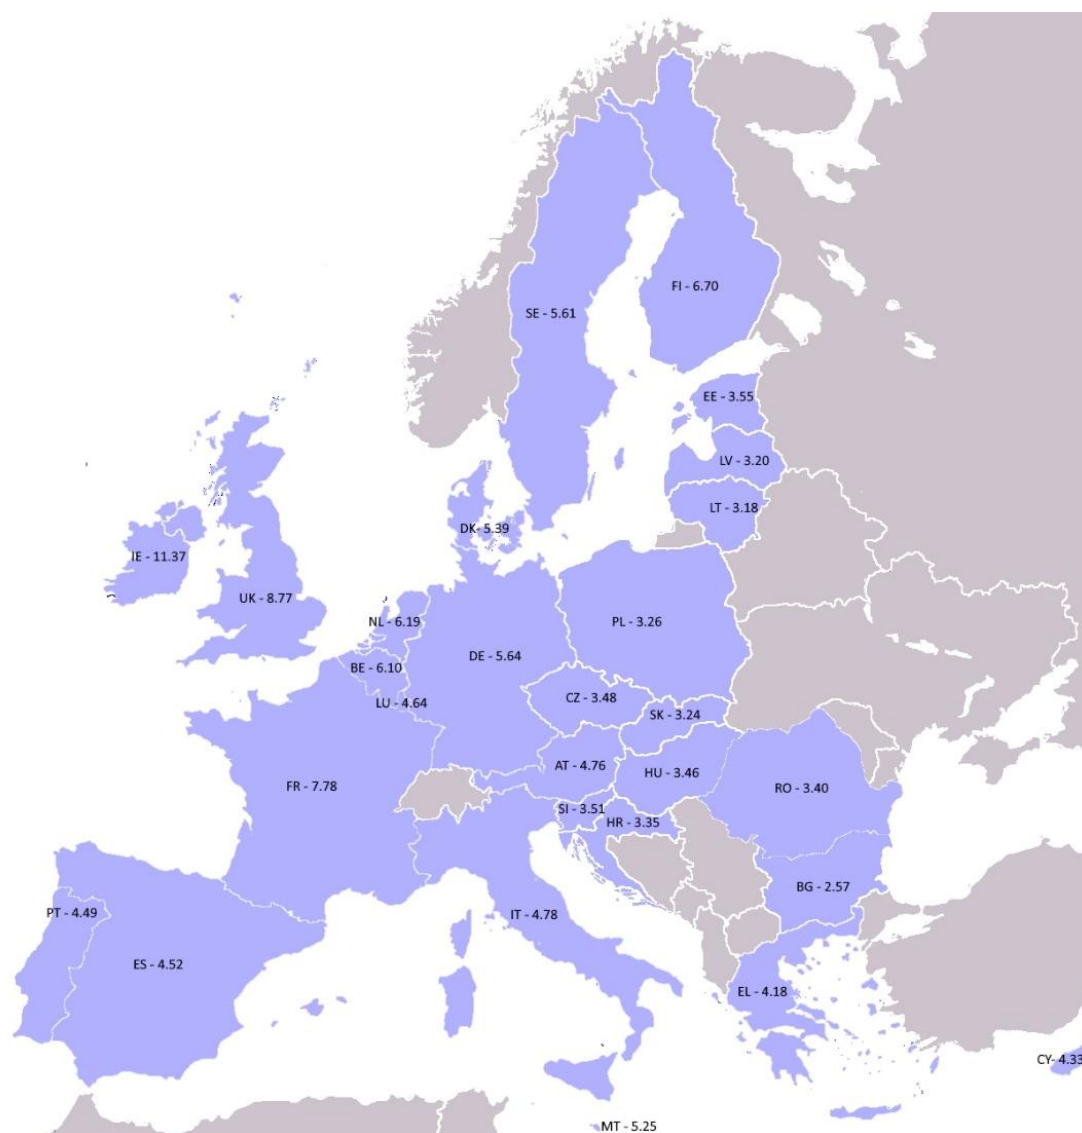 FI - 6.70
SE - 5.61
EE - 3.55
LV - 3.20
LT - 3.18
DK- 5.39
IE - 11.37
UK - 8.77
NL - 6.19
PL - 3.26
DE - 5.64
BE - 6.10
CZ - 3.48
LU - 4.64
SK - 3.24
AT - 4.76
HU - 3.46
FR - 7.78
RO - 3.40
SI - 3.51
HR - 3.35
BG - 2.57
PT - 4.49
IT - 4.78
ES - 4.52
EL - 4.18
CY- 4.33
MT - 5.25